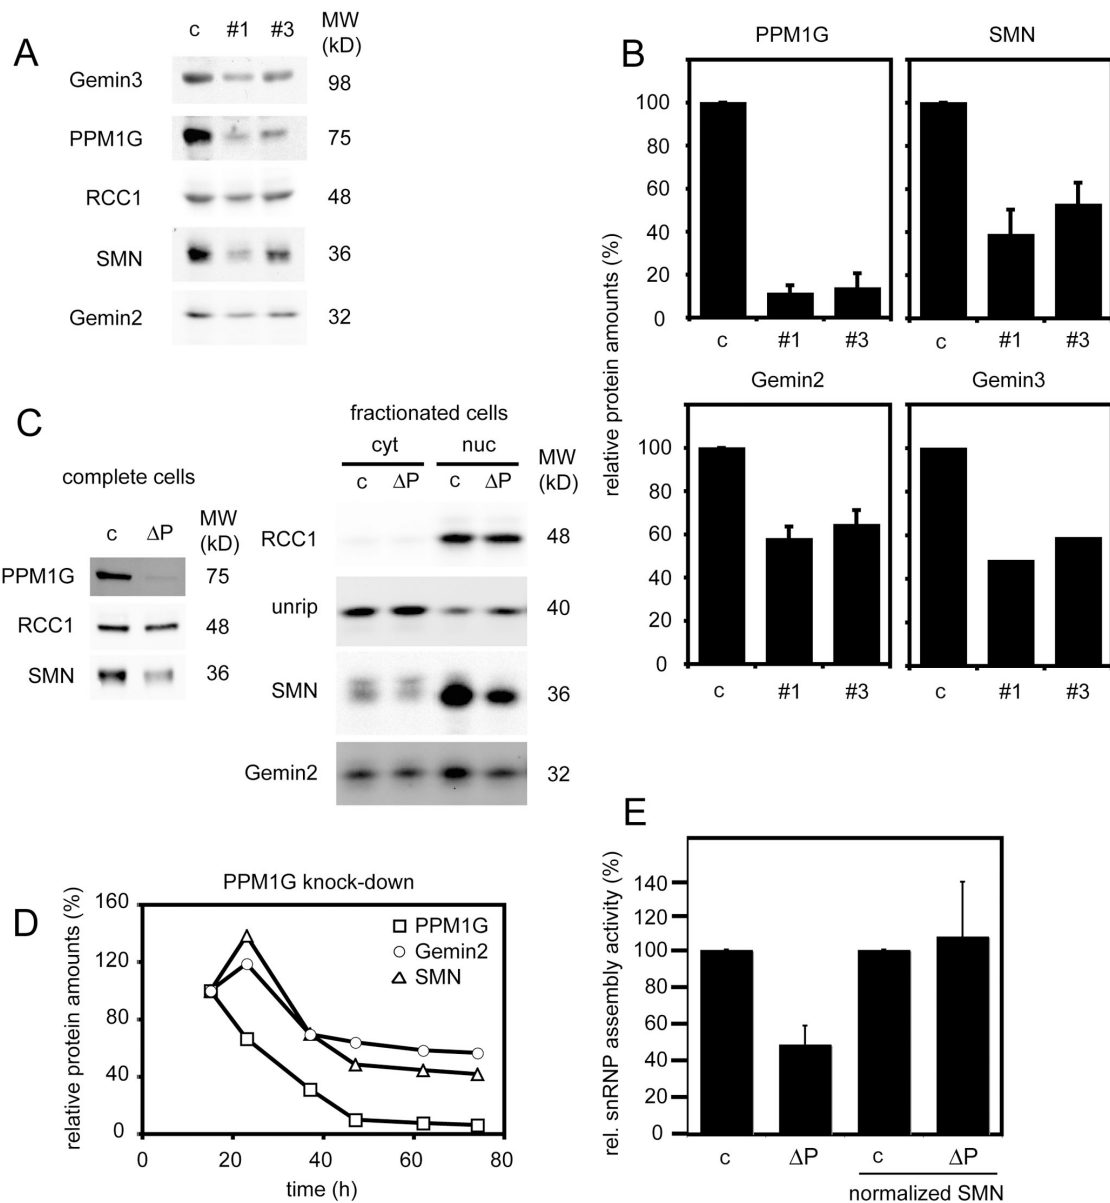 A
c #1 #3 MW
(kD)
Gemin3 98
PPM1G 75
RCC1 48
SMN 36
Gemin2 32
B
PPM1G SMN
relative protein amounts (%)
100
80
60
40
20
0
c #1 #3 c #1 #3
Gemin2 Gemin3
100
80
60
40
20
0
c #1 #3 c #1 #3
C
complete cells
c ΔP MW
(kD)
PPM1G 75
RCC1 48
SMN 36
fractionated cells
cyt nuc
c ΔP c ΔP MW
(kD)
RCC1 48
unrip 40
SMN 36
Gemin2 32
D
PPM1G knock-down
relative protein amounts (%)
160
120
80
40
0
PPM1G
Gemin2
SMN
0 20 40 60 80
time (h)
E
rel. snRNP assembly activity (%)
140
120
100
80
60
40
20
0
c ΔP c ΔP
normalized SMN